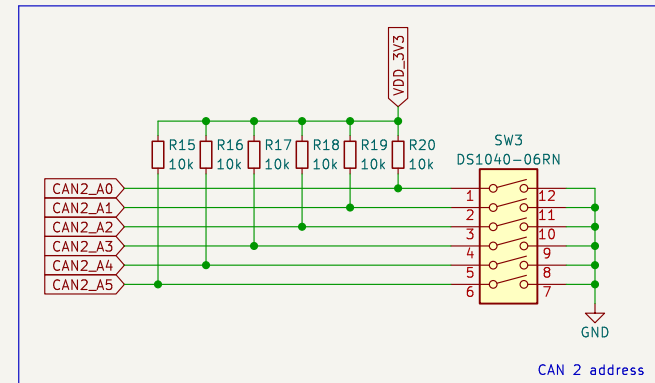 VDD_3V3
R15 R16 R17 R18 R19 R20
10k 10k 10k 10k 10k 10k
SW3
DS1040-06RN
CAN2_A0
CAN2_A1
CAN2_A2
CAN2_A3
CAN2_A4
CAN2_A5
1 12
2 11
3 10
4 9
5 8
6 7
GND
CAN 2 address